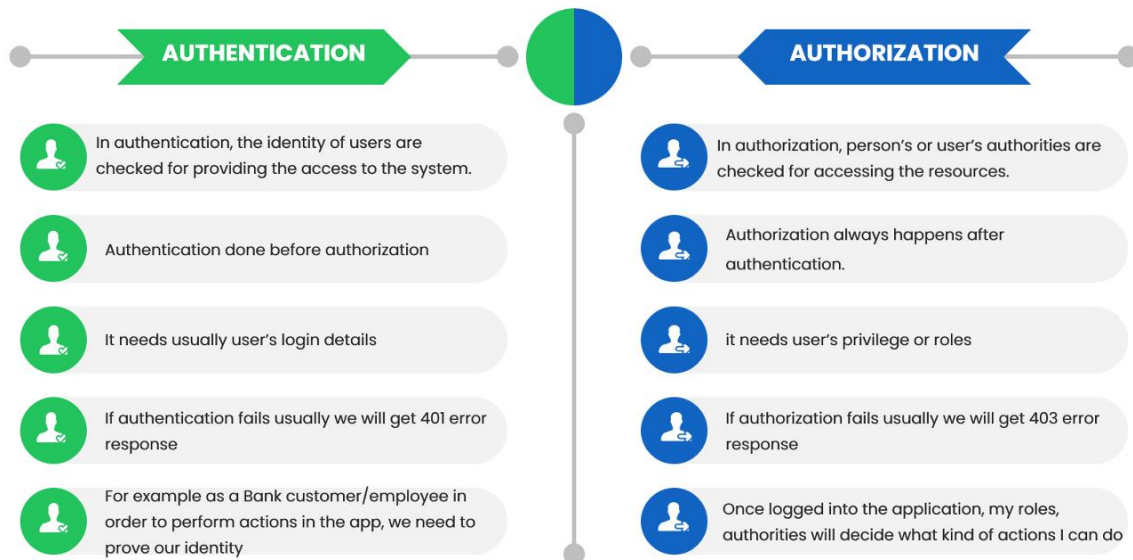 AUTHENTICATION
In authentication, the identity of users are
checked for providing the access to the system.
Authentication done before authorization
It needs usually user's login details
If authentication fails usually we will get 401 error
response
For example as a Bank customer/employee in
order to perform actions in the app, we need to
prove our identity
AUTHORIZATION
In authorization, person's or user's authorities are
checked for accessing the resources.
Authorization always happens after
authentication.
it needs user's privilege or roles
If authorization fails usually we will get 403 error
response
Once logged into the application, my roles,
authorities will decide what kind of actions I can do